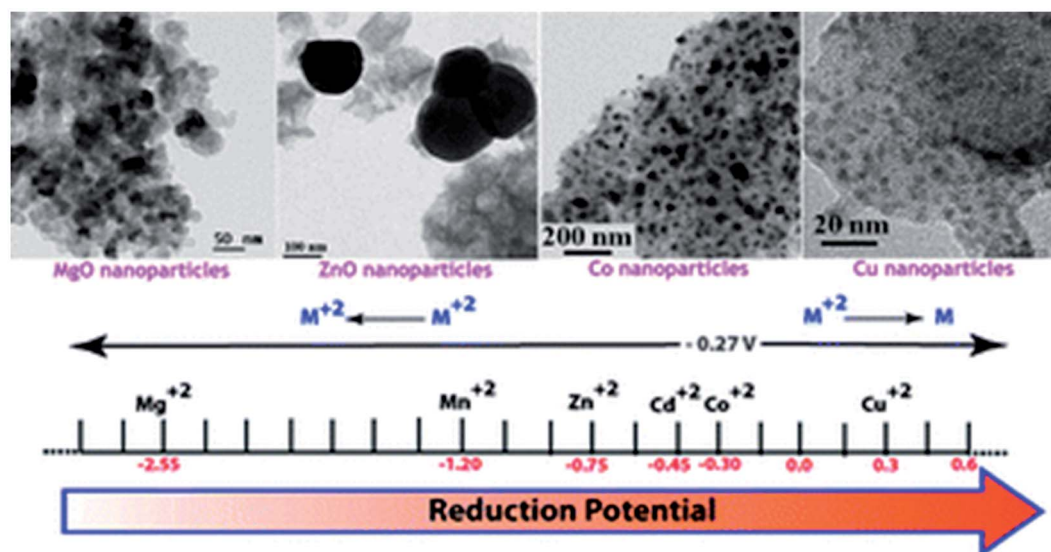 50 nm
100 nm
200 nm
20 nm
MgO nanoparticles
ZnO nanoparticles
Co nanoparticles
Cu nanoparticles
M+2 M+2
M+2 M
- 0.27 V
Mg+2 Mn+2 Zn+2 Cd+2 Co+2 Cu+2
-2.55 -1.20 -0.75 -0.45 -0.30 0.0 0.3 0.6
Reduction Potential